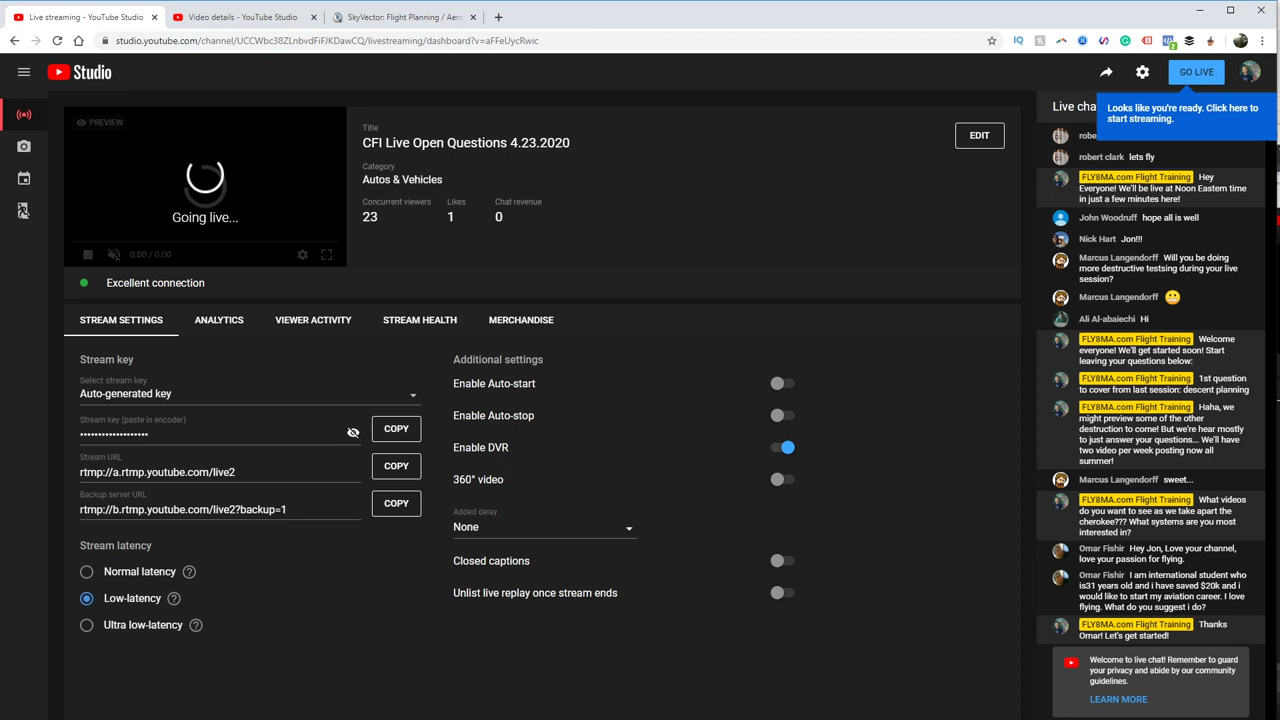 Live streaming - YouTube Studio
Video details - YouTube Studio
SkyVector: Flight Planning / Aero
studio.youtube.com/channel/UCCWbc38ZLnbvdFiFJKDawCQ/livestreaming/dashboard?v=aFFeUycRwic
Studio
GO LIVE
Looks like you're ready. Click here to
start streaming.
PREVIEW
Going live...
0:00 / 0:00
Title
CFI Live Open Questions 4.23.2020
Category
Autos & Vehicles
Concurrent viewers
Likes
Chat revenue
23
1
0
EDIT
Excellent connection
STREAM SETTINGS
ANALYTICS
VIEWER ACTIVITY
STREAM HEALTH
MERCHANDISE
Stream key
Select stream key
Auto-generated key
Stream key (paste in encoder)
COPY
Stream URL
rtmp://a.rtmp.youtube.com/live2
COPY
Backup server URL
rtmp://b.rtmp.youtube.com/live2?backup=1
COPY
Stream latency
Normal latency
Low-latency
Ultra low-latency
Additional settings
Enable Auto-start
Enable Auto-stop
Enable DVR
360° video
Added delay
None
Closed captions
Unlist live replay once stream ends
Live cha
robe
robert clark lets fly
FLY8MA.com Flight Training Hey
Everyone! We'll be live at Noon Eastern time
in just a few minutes here!
John Woodruff hope all is well
Nick Hart Jon!!!
Marcus Langendorff Will you be doing
more destructive testsing during your live
session?
Marcus Langendorff
Ali Al-abaiechi Hi
FLY8MA.com Flight Training Welcome
everyone! We'll get started soon! Start
leaving your questions below:
FLY8MA.com Flight Training 1st question
to cover from last session: descent planning
FLY8MA.com Flight Training Haha, we
might preview some of the other
destruction to come! But we're hear mostly
to just answer your questions... We'll have
two video per week posting now all
summer!
Marcus Langendorff sweet...
FLY8MA.com Flight Training What videos
do you want to see as we take apart the
cherokee??? What systems are you most
interested in?
Omar Fishir Hey Jon, Love your channel,
love your passion for flying.
Omar Fishir I am international student who
is31 years old and i have saved $20k and i
would like to start my aviation career. I love
flying. What do you suggest i do?
FLY8MA.com Flight Training Thanks
Omar! Let's get started!
Welcome to live chat! Remember to guard
your privacy and abide by our community
guidelines.
LEARN MORE